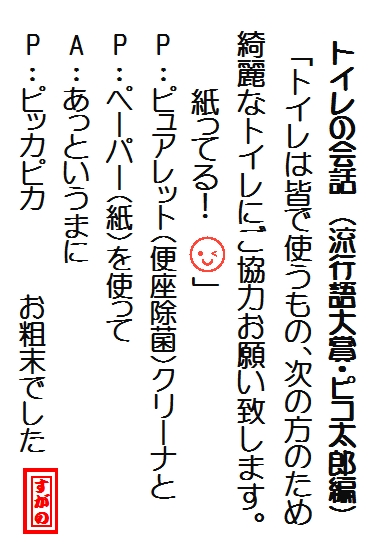 トイレの会話（流行語大賞・ピコ太郎編）
「トイレは皆で使うもの、次の方のため
綺麗なトイレにご協力お願い致します。
紙ってる！」
P：ピュアレット（便座除菌）クリーナと
P：ペーパー（紙）を使って
A：あっというまに
P：ピッカピカ　お粗末でした
すがの